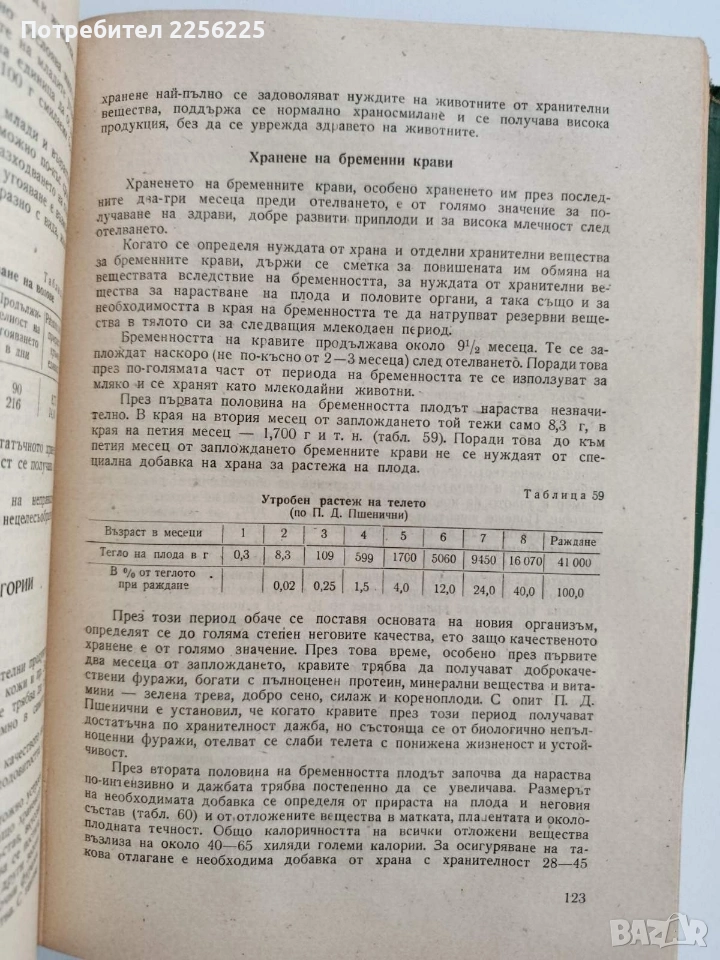 Потребител 2256225
хранене най-пълно се задоволяват нуждите на животните от хранителни
вещества, поддържа се нормално храносмилане и се получава висока
продукция, без да се уврежда здравето на животните.
Хранене на бременни крави
Храненето на бременните крави, особено храненето им през послед-
ните два-три месеца преди отелването, е от голямо значение за по-
лучаване на здрави, добре развити приплоди и за висока млечност след
отелването.
Когато се определя нуждата от храна и отделни хранителни вещества
за бременните крави, държи се сметка за повишената им обмяна на
веществата вследствие на бременността, за нуждата от хранителни ве-
щества за нарастване на плода и половите органи, а така също и за
необходимостта в края на бременността те да натрупват резервни веще-
ства в тялото си за следващия млекодаен период.
Бременността на кравите продължава около 9¹/₂ месеца. Те се за-
плождат наскоро (не по-късно от 2—3 месеца) след отелването. Поради това
през по-голямата част от периода на бременността те се използуват за
мляко и се хранят като млекодайни животни.
През първата половина на бременността плодът нараства незначи-
телно. В края на втория месец от заплождането той тежи само 8,3 г, в
края на петия месец — 1,700 г и т. н. (табл. 59). Поради това до към
петия месец от заплождането бременните крави не се нуждаят от спе-
циална добавка на храна за растежа на плода.
Таблица 59
Утробен растеж на телето
(по П. Д. Пшенични)
Възраст в месеци 1 2 3 4 5 6 7 8 Раждане
Тегло на плода в г 0,3 8,3 109 599 1700 5060 9450 16 070 41 000
В % от теглото
при раждане 0,02 0,25 1,5 4,0 12,0 24,0 40,0 100,0
През този период обаче се поставя основата на новия организъм,
определят се до голяма степен неговите качества, ето защо качественото
хранене е от голямо значение. През това време, особено през първите
два месеца от заплождането, кравите трябва да получават доброкаче-
ствени фуражи, богати с пълноценен протеин, минерални вещества и вита-
мини — зелена трева, добро сено, силаж и кореноплоди. С опит П. Д.
Пшенични е установил, че когато кравите през този период получават
достатъчна по хранителност дажба, но състояща се от биологично непъл-
ноценни фуражи, отелват се слаби телета с понижена жизненост и устой-
чивост.
През втората половина на бременността плодът започва да нараства
по-интензивно и дажбата трябва постепенно да се увеличава. Размерът
на необходимата добавка се определя от прираста на плода и неговия
състав (табл. 60) и от отложените вещества в матката, плацентата и около-
плодната течност. Общо калоричността на всички отложени вещества
възлиза на около 40—65 хиляди големи калории. За осигуряване на та-
кова отлагане е необходима добавка от храна с хранителност 28—45
123
BAZAR